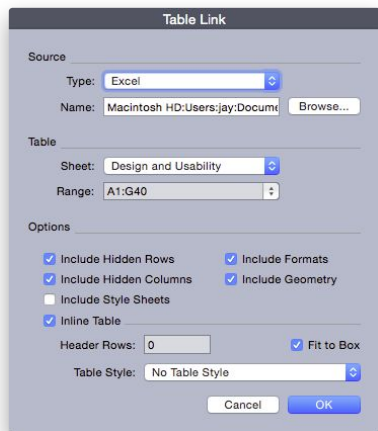 Table Link
Source
Type: Excel
Name: Macintosh HD:Users:jay:Docume Browse...
Table
Sheet: Design and Usability
Range: A1:G40
Options
Include Hidden Rows Include Formats
Include Hidden Columns Include Geometry
Include Style Sheets
Inline Table
Header Rows: 0 Fit to Box
Table Style: No Table Style
Cancel OK